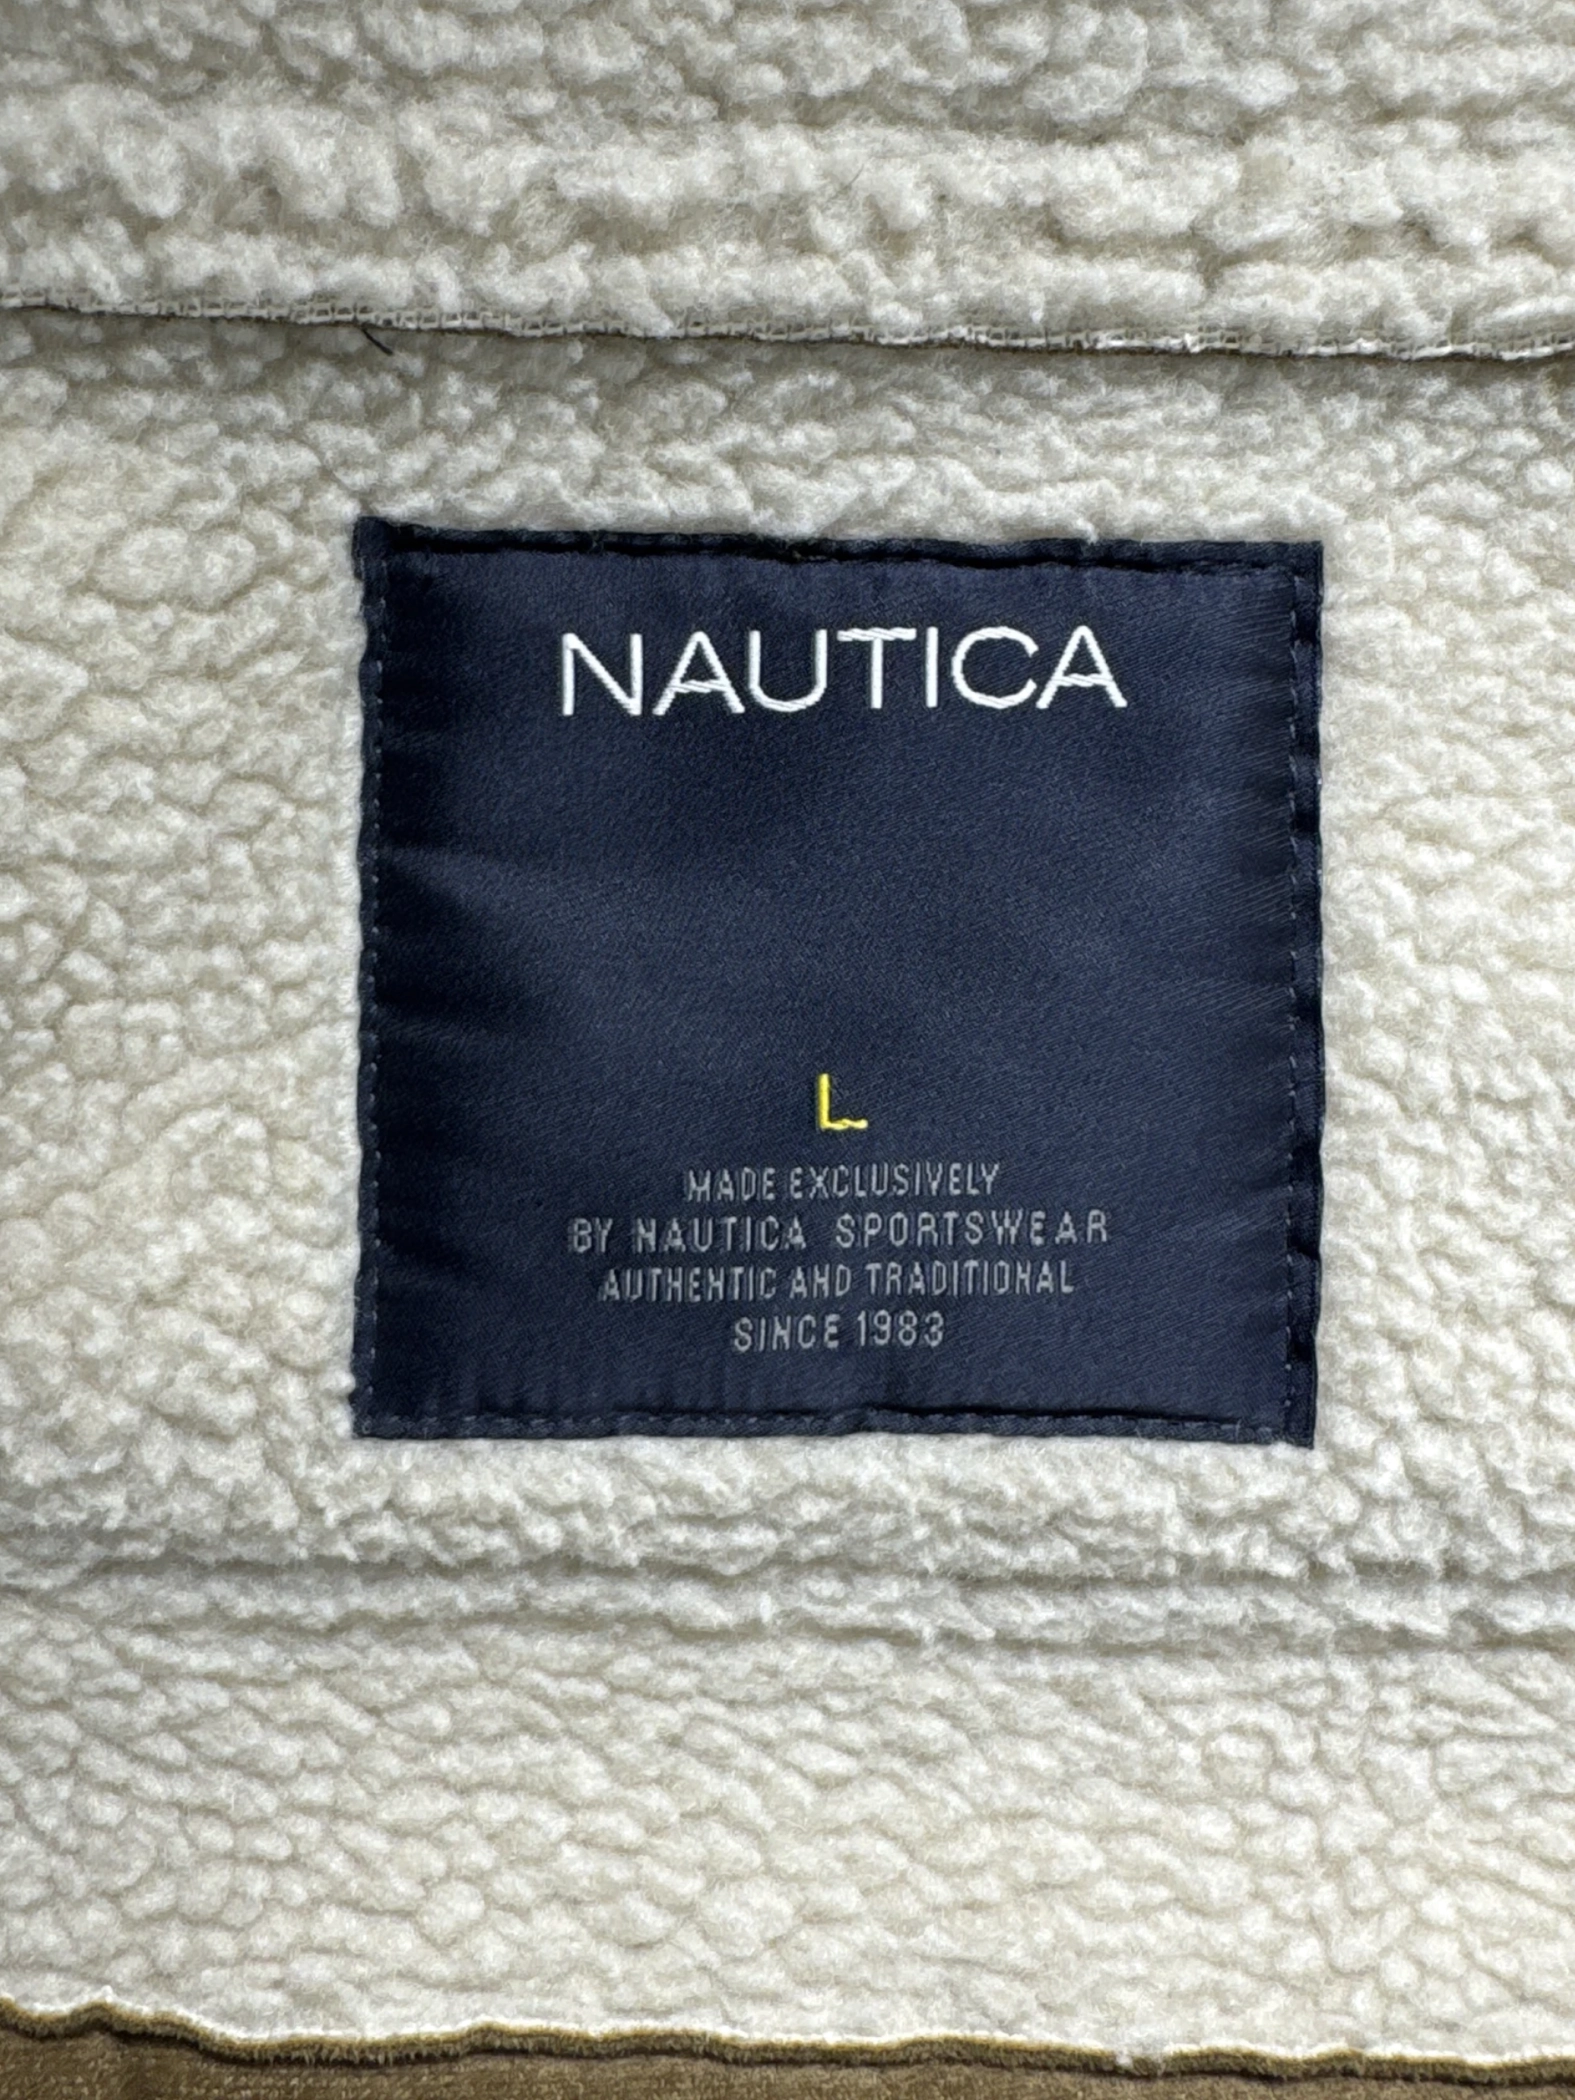 NAUTICA
L
MADE EXCLUSIVELY
BY NAUTICA SPORTSWEAR
AUTHENTIC AND TRADITIONAL
SINCE 1983